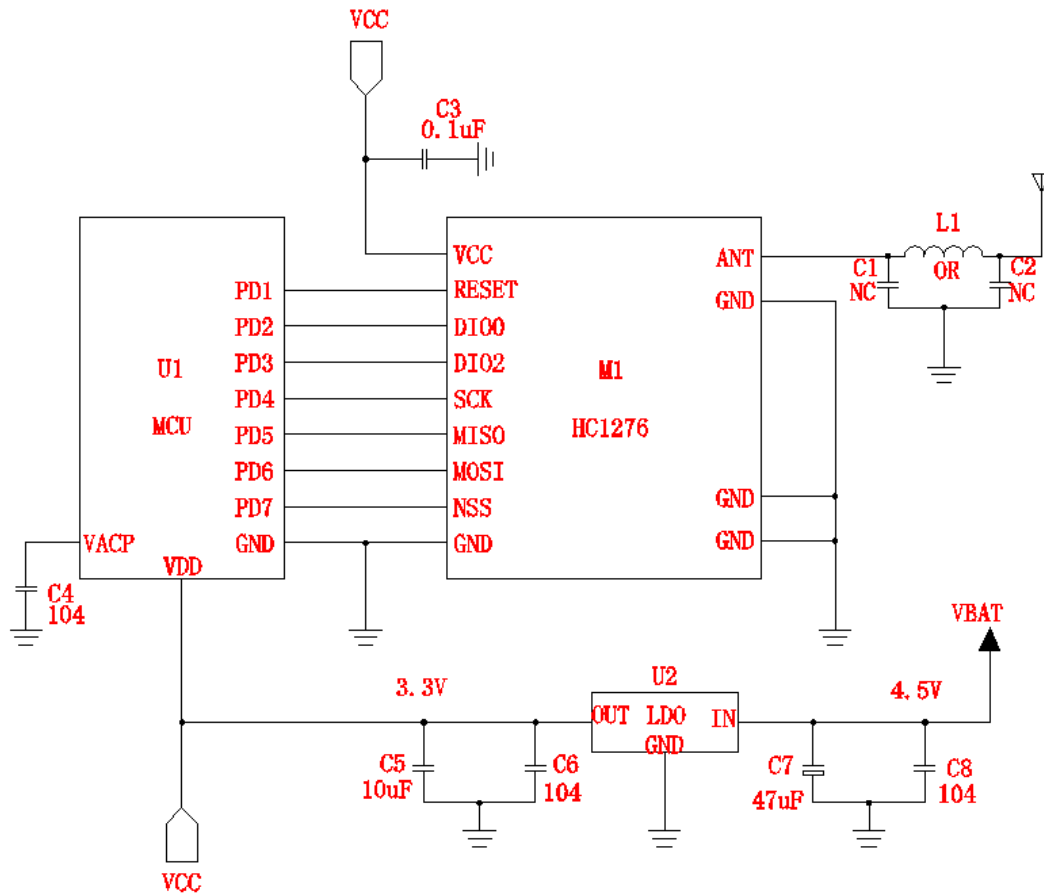 VCC
C3
0.1uF
L1
VCC
ANT
C1
OR
C2
NC
NC
PD1
RESET
GND
PD2
DIO0
U1
PD3
DIO2
M1
PD4
SCK
MCU
HC1276
PD5
MISO
PD6
MOSI
PD7
NSS
GND
VACP
GND
GND
GND
VDD
C4
104
VBAT
3.3V
U2
4.5V
OUT LDO IN
GND
C5
C6
C7
C8
10uF
104
47uF
104
VCC